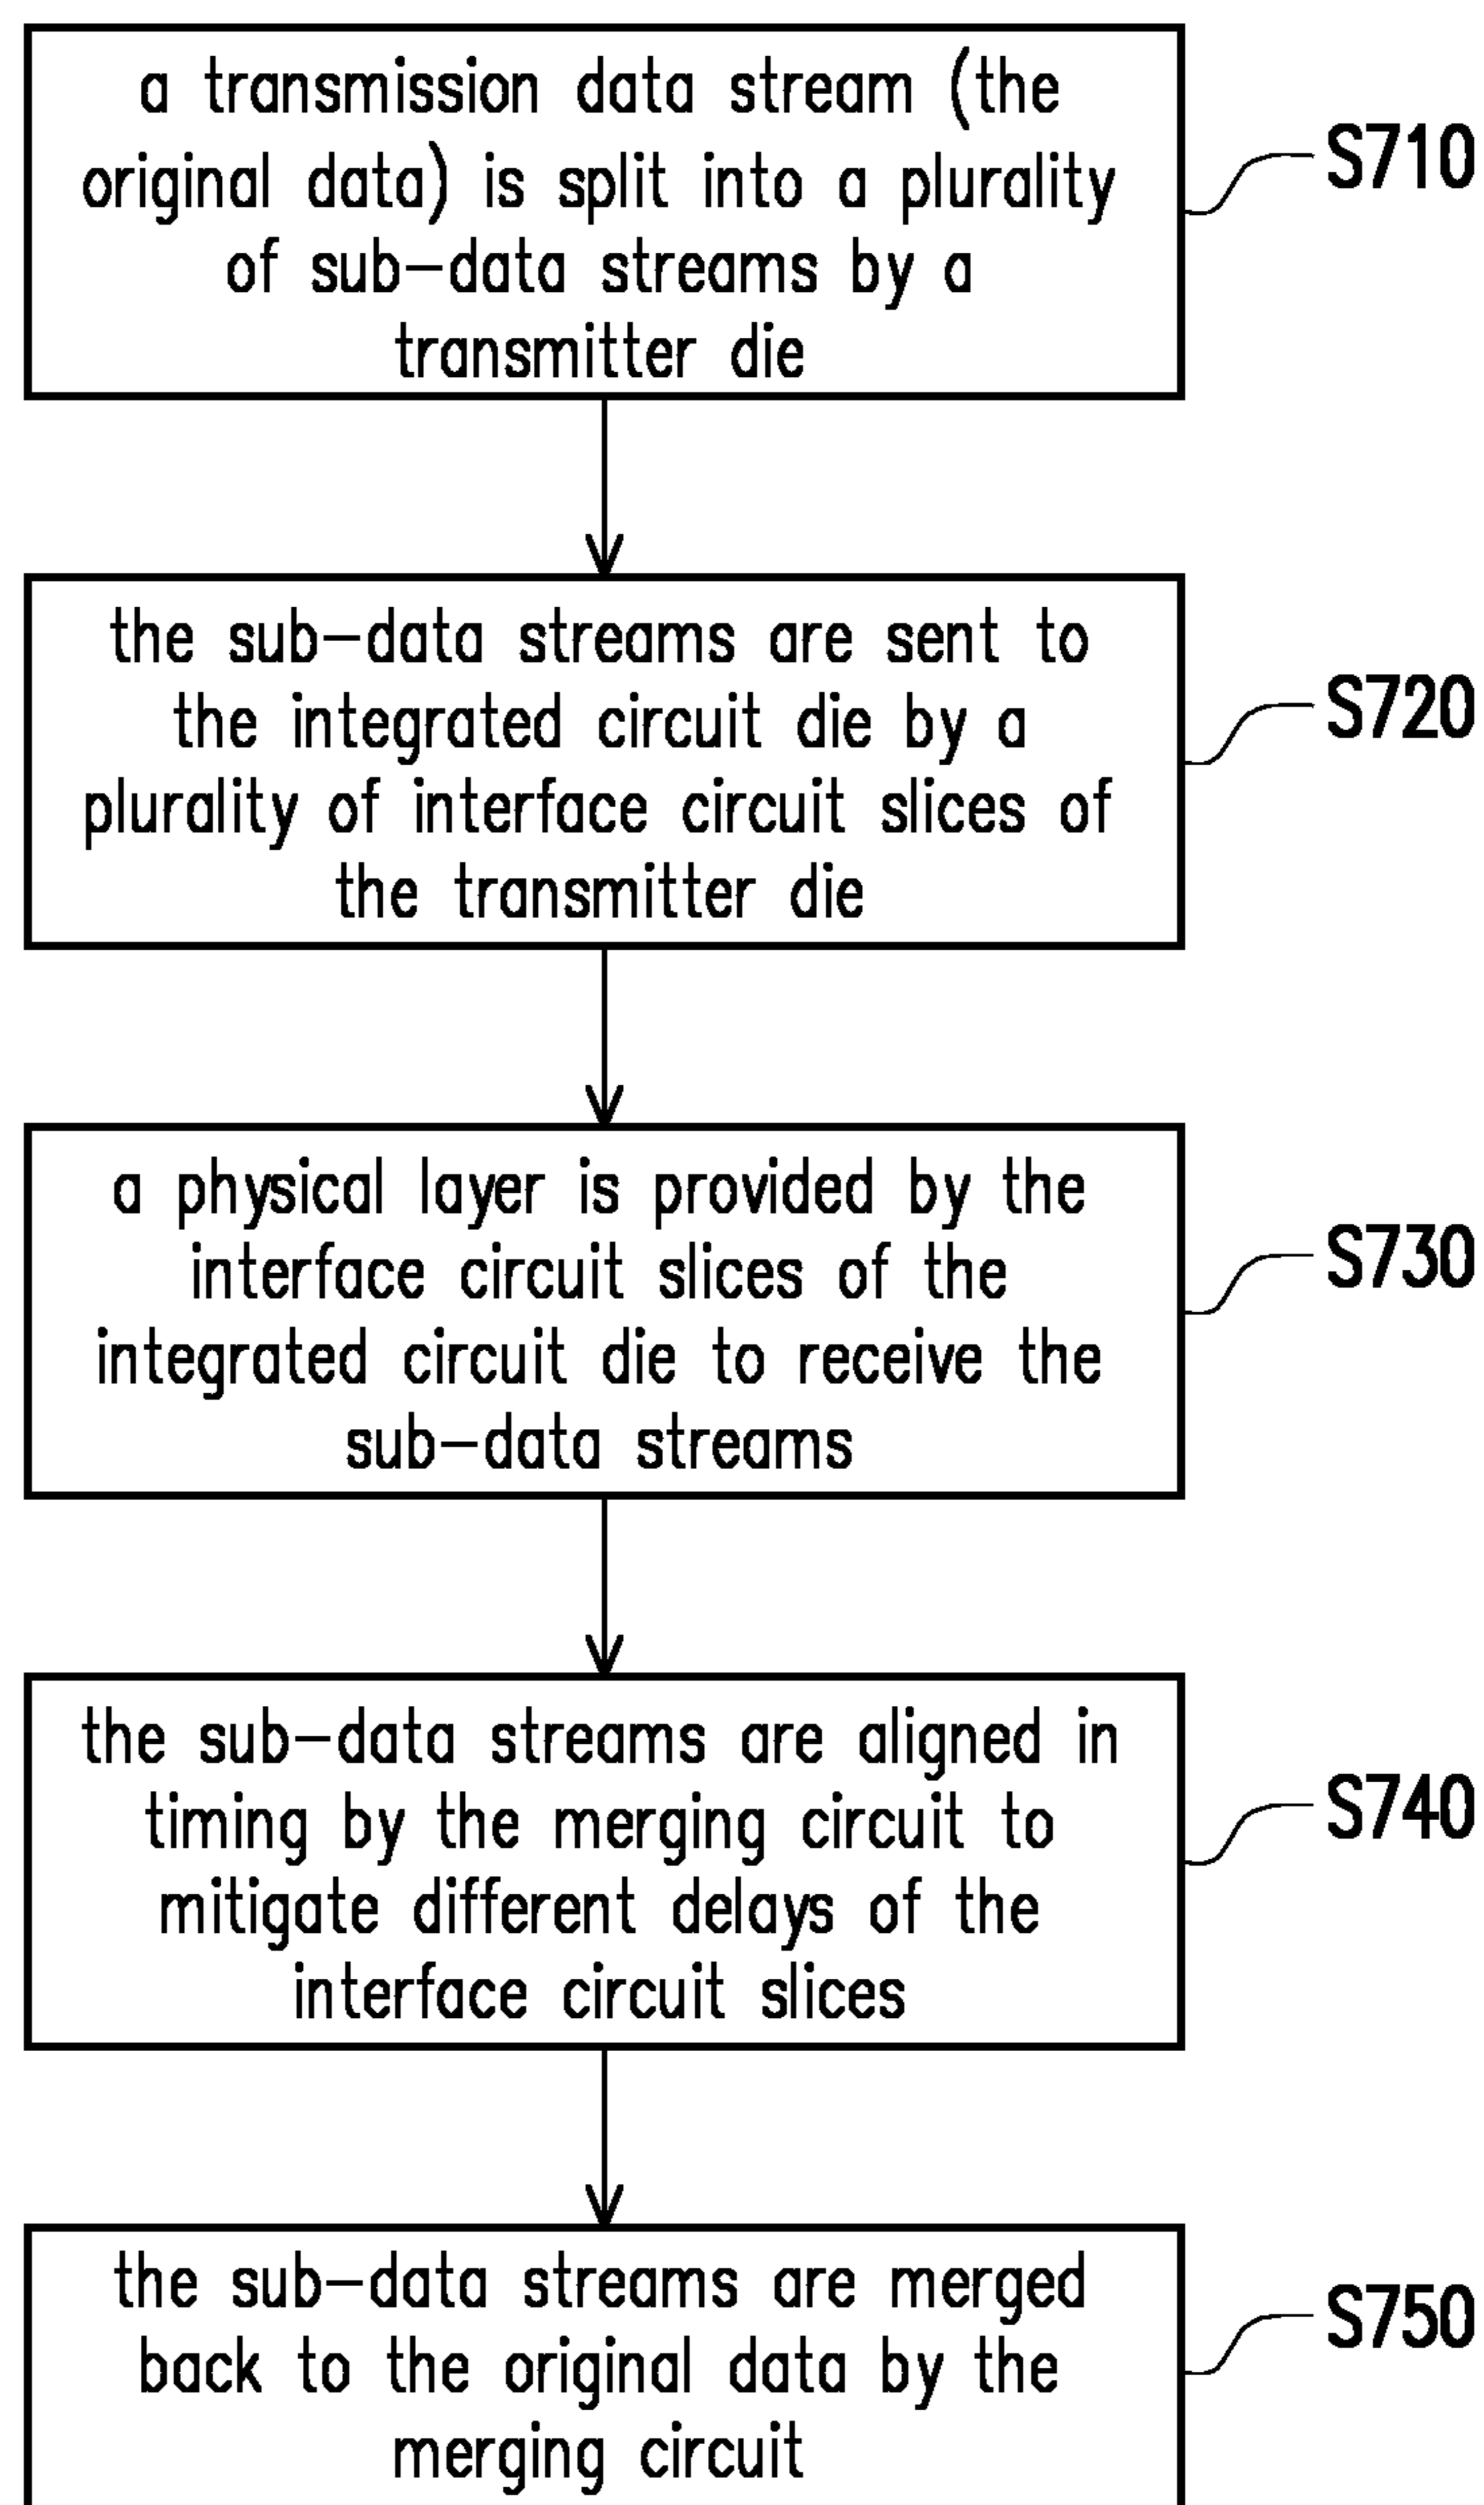 a transmission data stream (the
original data) is split into a plurality
of sub-data streams by a
transmitter die
S710
the sub-data streams are sent to
the integrated circuit die by a
plurality of interface circuit slices of
the transmitter die
S720
a physical layer is provided by the
interface circuit slices of the
integrated circuit die to receive the
sub-data streams
S730
the sub-data streams are aligned in
timing by the merging circuit to
mitigate different delays of the
interface circuit slices
S740
the sub-data streams are merged
back to the original data by the
merging circuit
S750